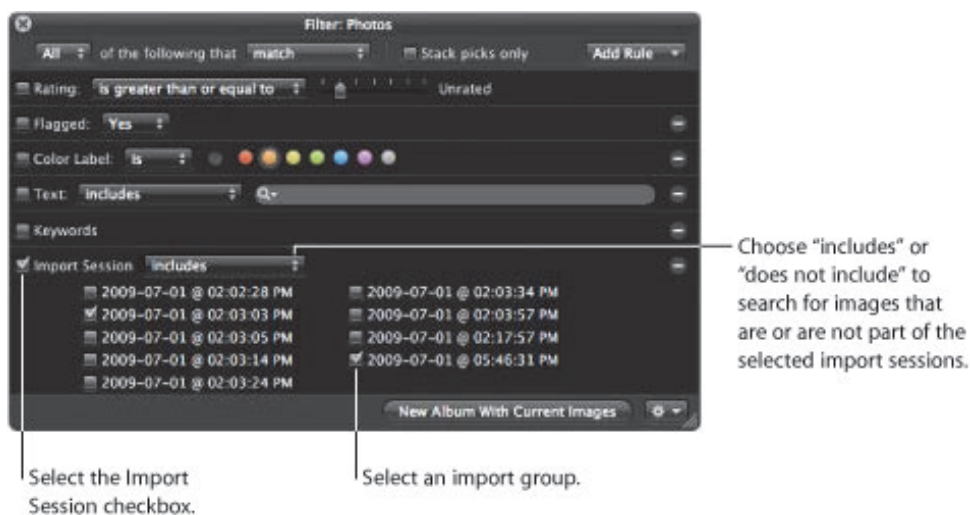 Filter: Photos
All of the following that match Stack picks only Add Rule
Rating: is greater than or equal to Unrated
Flagged: Yes
Color Label: is
Text: includes
Keywords
Import Session includes
2009-07-01 @ 02:02:28 PM 2009-07-01 @ 02:03:34 PM
2009-07-01 @ 02:03:03 PM 2009-07-01 @ 02:03:57 PM
2009-07-01 @ 02:03:05 PM 2009-07-01 @ 02:17:57 PM
2009-07-01 @ 02:03:14 PM 2009-07-01 @ 05:46:31 PM
2009-07-01 @ 02:03:24 PM
New Album With Current Images
Choose “includes” or
“does not include” to
search for images that
are or are not part of the
selected import sessions.
Select the Import
Session checkbox.
Select an import group.